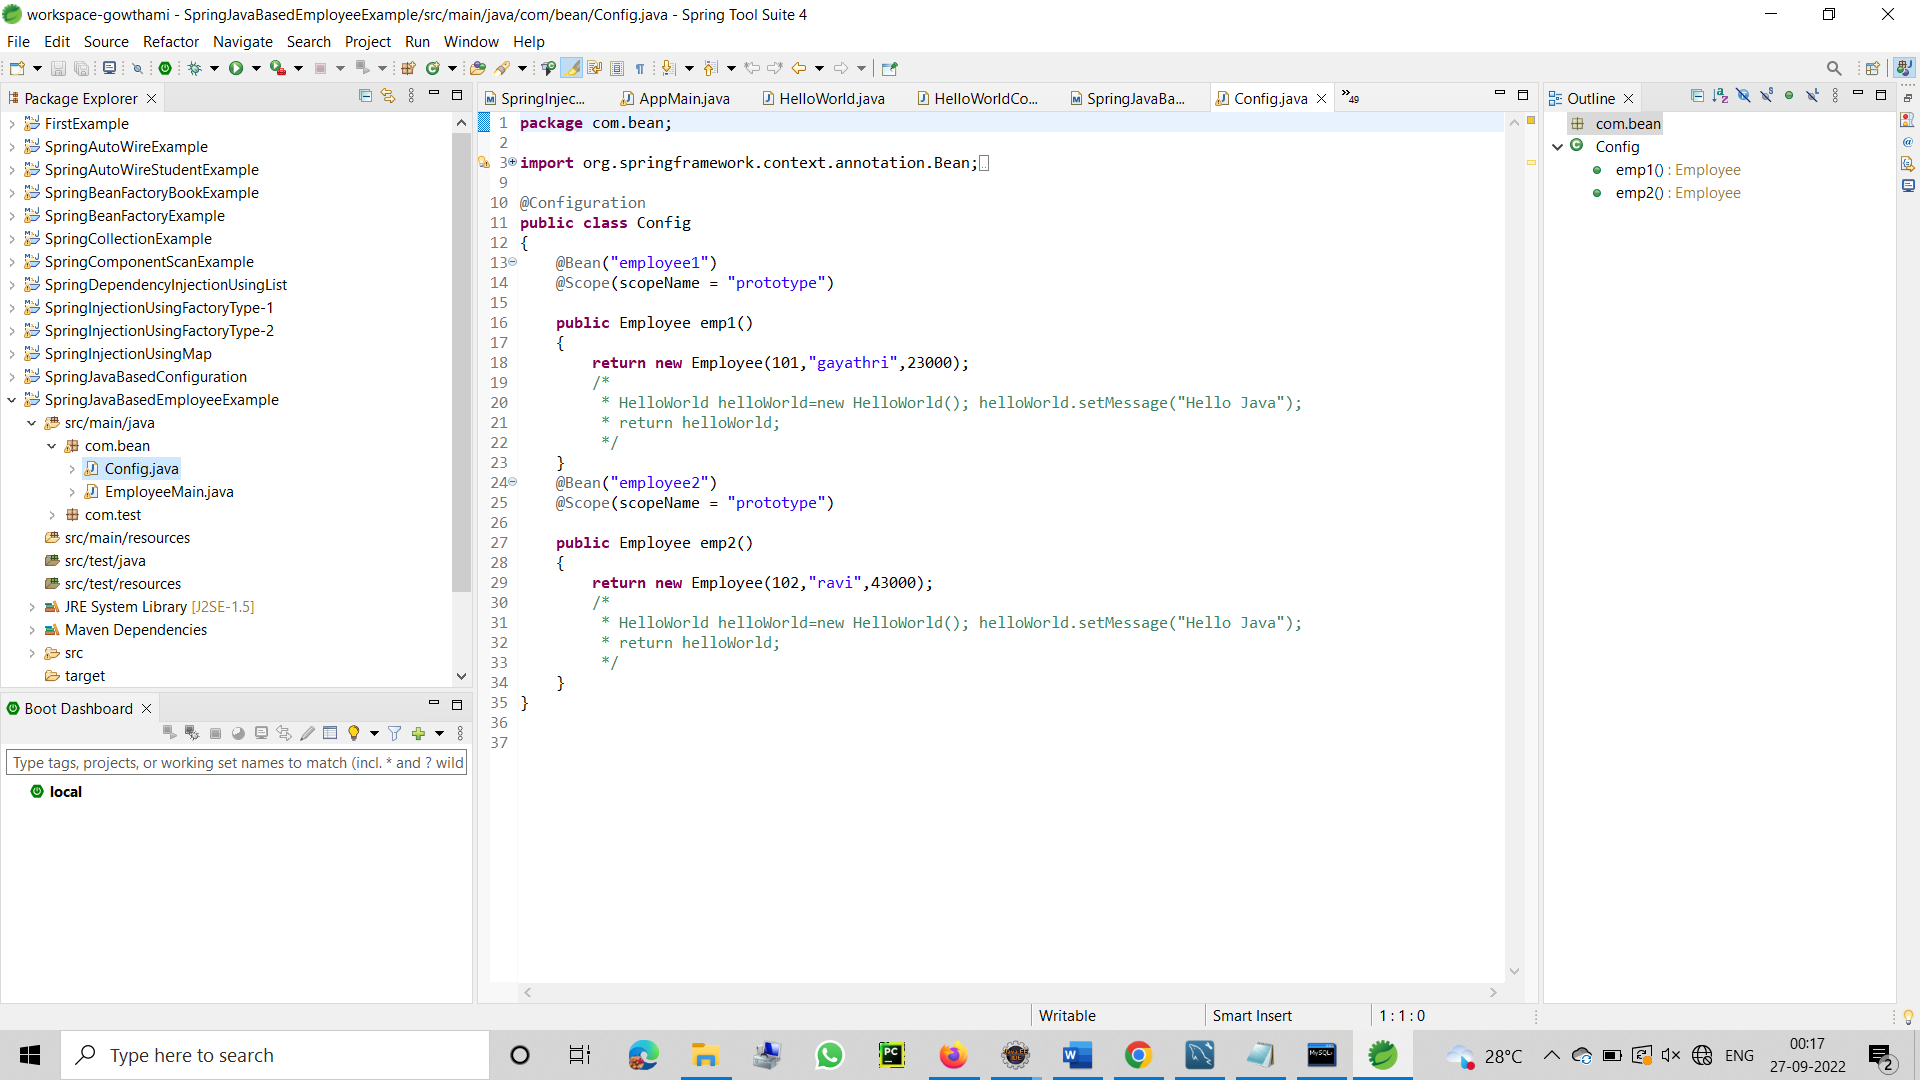 workspace-gowthami - SpringJavaBasedEmployeeExample/src/main/java/com/bean/Config.java - Spring Tool Suite 4
File Edit Source Refactor Navigate Search Project Run Window Help
Package Explorer
FirstExample
SpringAutoWireExample
SpringAutoWireStudentExample
SpringBeanFactoryBookExample
SpringBeanFactoryExample
SpringCollectionExample
SpringComponentScanExample
SpringDependencyInjectionUsingList
SpringInjectionUsingFactoryType-1
SpringInjectionUsingFactoryType-2
SpringInjectionUsingMap
SpringJavaBasedConfiguration
SpringJavaBasedEmployeeExample
src/main/java
com.bean
Config.java
EmployeeMain.java
com.test
src/main/resources
src/test/java
src/test/resources
JRE System Library [J2SE-1.5]
Maven Dependencies
src
target
Boot Dashboard
Type tags, projects, or working set names to match (incl. * and ? wild
local
SpringInjec... AppMain.java HelloWorld.java HelloWorldCo... SpringJavaBa... Config.java »49
1 package com.bean;
2
3 import org.springframework.context.annotation.Bean;
9
10 @Configuration
11 public class Config
12 {
13 @Bean("employee1")
14 @Scope(scopeName = "prototype")
15
16 public Employee emp1()
17 {
18 return new Employee(101,"gayathri",23000);
19 /*
20 * HelloWorld helloWorld=new HelloWorld(); helloWorld.setMessage("Hello Java");
21 * return helloWorld;
22 */
23 }
24 @Bean("employee2")
25 @Scope(scopeName = "prototype")
26
27 public Employee emp2()
28 {
29 return new Employee(102,"ravi",43000);
30 /*
31 * HelloWorld helloWorld=new HelloWorld(); helloWorld.setMessage("Hello Java");
32 * return helloWorld;
33 */
34 }
35 }
36
37
Outline
com.bean
Config
emp1() : Employee
emp2() : Employee
Writable Smart Insert 1 : 1 : 0
Type here to search
28°C ENG
00:17
27-09-2022
2